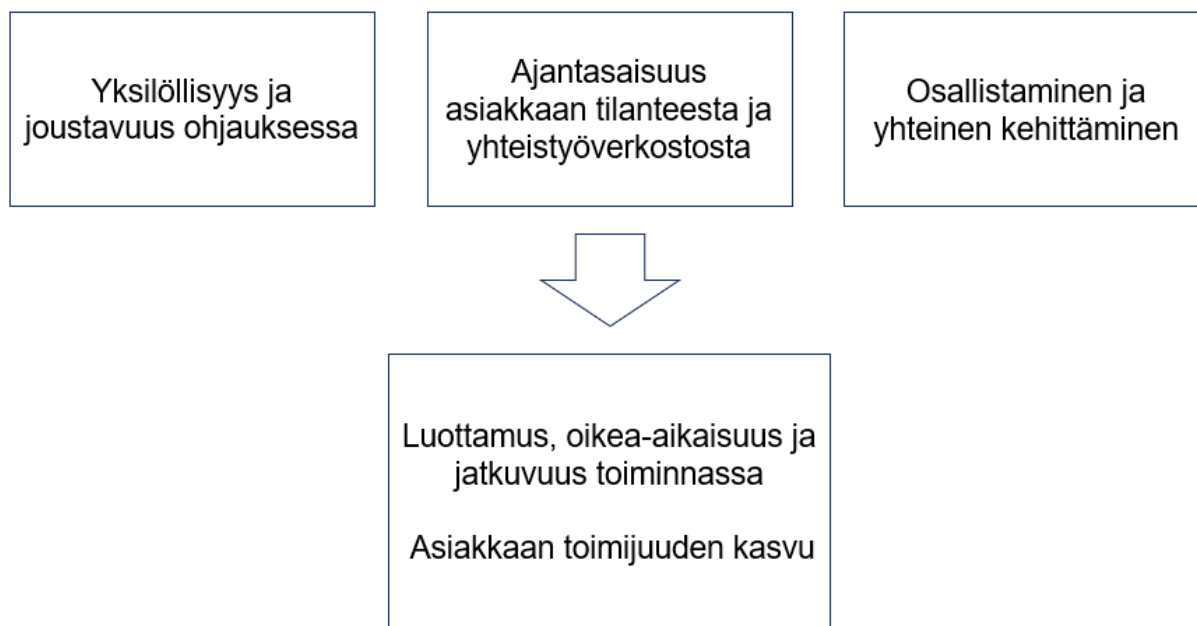 Yksilöllisyys ja
joustavuus ohjauksessa
Ajantasaisuus
asiakkaan tilanteesta ja
yhteistyöverkostosta
Osallistaminen ja
yhteinen kehittäminen
Luottamus, oikea-aikaisuus ja
jatkuvuus toiminnassa
Asiakkaan toimijuuden kasvu